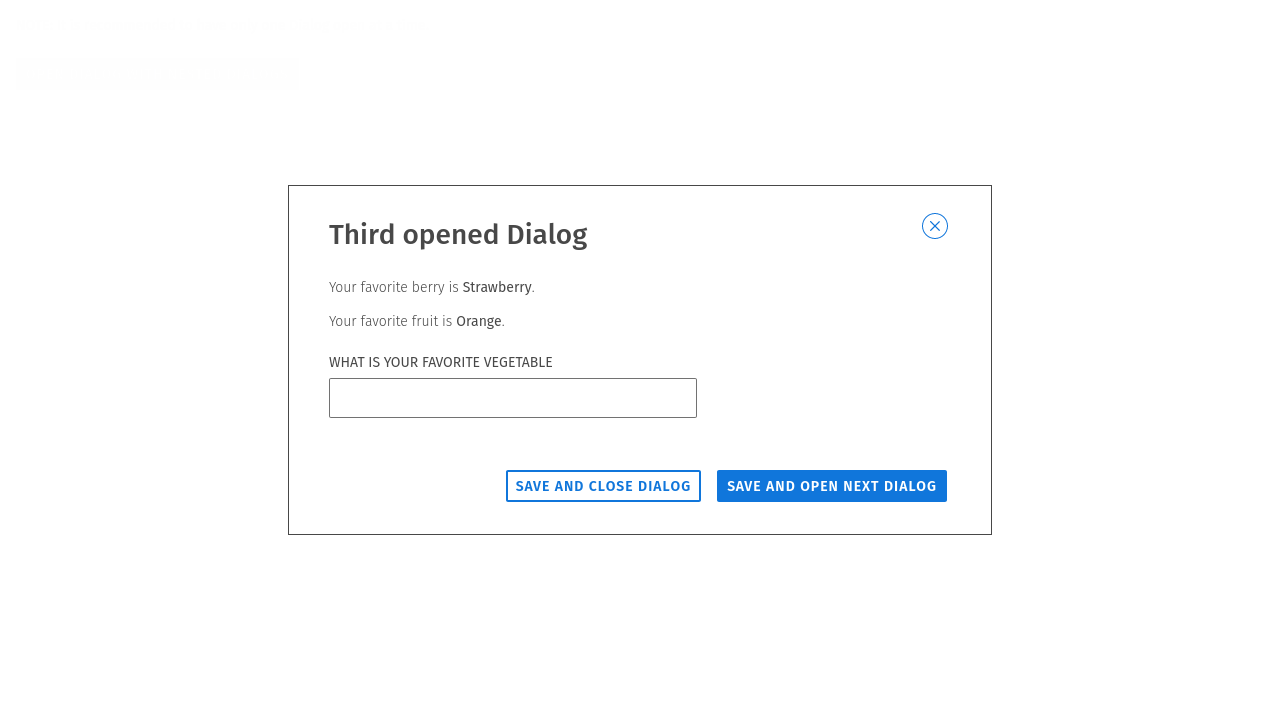 Third opened Dialog
Your favorite berry is Strawberry.
Your favorite fruit is Orange.
WHAT IS YOUR FAVORITE VEGETABLE
SAVE AND CLOSE DIALOG
SAVE AND OPEN NEXT DIALOG